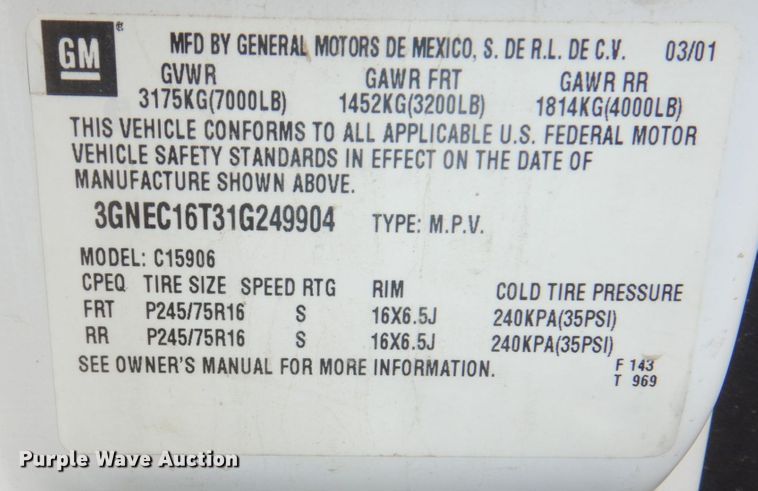 GM ® MFD BY GENERAL MOTORS DE MEXICO, S. DE R.L. DE C.V. 03/01
GVWR GAWR FRT GAWR RR
3175KG(7000LB) 1452KG(3200LB) 1814KG(4000LB)
THIS VEHICLE CONFORMS TO ALL APPLICABLE U.S. FEDERAL MOTOR
VEHICLE SAFETY STANDARDS IN EFFECT ON THE DATE OF
MANUFACTURE SHOWN ABOVE.
3GNEC16T31G249904 TYPE: M.P.V.
MODEL: C15906
CPEQ TIRE SIZE SPEED RTG RIM COLD TIRE PRESSURE
FRT P245/75R16 S 16X6.5J 240KPA(35PSI)
RR P245/75R16 S 16X6.5J 240KPA(35PSI)
SEE OWNER'S MANUAL FOR MORE INFORMATION. F 143
T 969
Purple Wave Auction